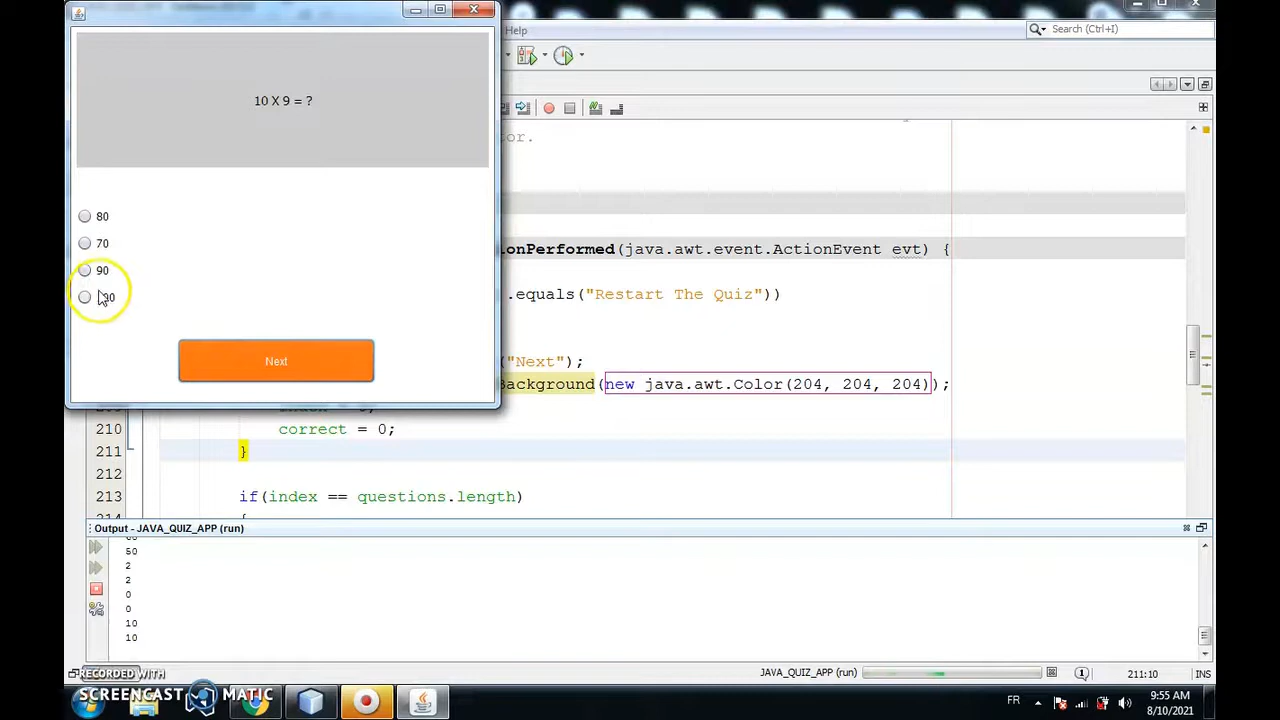 Help
Search (Ctrl+I)
10 X 9 = ?
tor.
80
70
90
Next
onPerformed(java.awt.event.ActionEvent evt) {
.equals("Restart The Quiz"))
("Next");
Background(new java.awt.Color(204, 204, 204));
210 correct = 0;
211 }
212
213 if(index == questions.length)
Output - JAVA_QUIZ_APP (run)
50
2
2
0
0
10
10
JAVA_QUIZ_APP (run)
1
211:10
INS
RECORDED WITH
SCREENCAST MATIC
FR
9:55 AM
8/10/2021